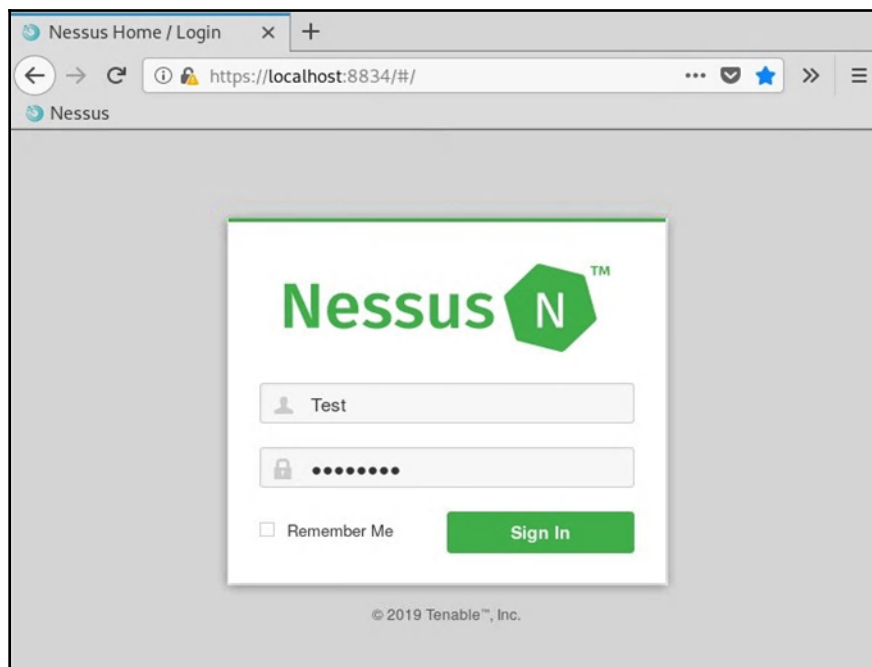 Nessus Home / Login
https://localhost:8834/#/
Nessus
Nessus N ™
Test
••••••••
Remember Me
Sign In
© 2019 Tenable™, Inc.